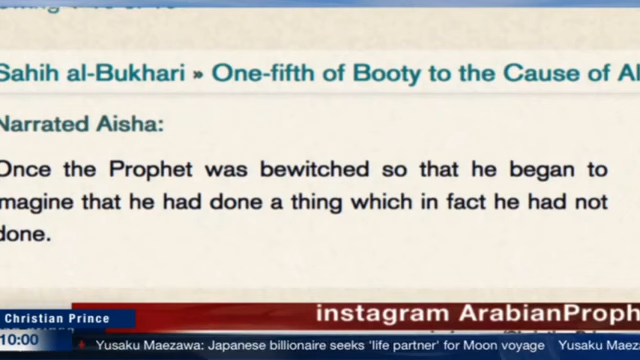 Sahih al-Bukhari » One-fifth of Booty to the Cause of Al
Narrated Aisha:
Once the Prophet was bewitched so that he began to
imagine that he had done a thing which in fact he had not
done.
instagram ArabianProph
Christian Prince
10:00
Yusaku Maezawa: Japanese billionaire seeks 'life partner' for Moon voyage
Yusaku Maez